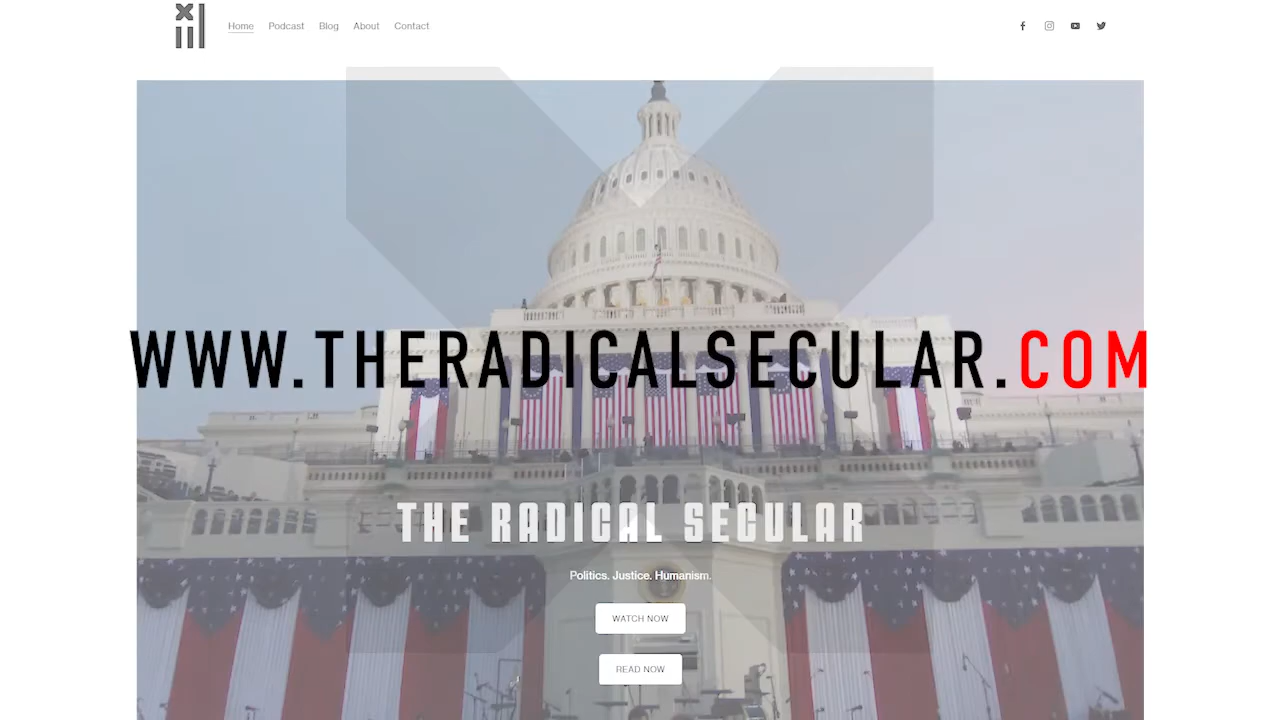 Home Podcast Blog About Contact
WWW.THERADICALSECULAR.COM
THE RADICAL SECULAR
Politics. Justice. Humanism.
WATCH NOW
READ NOW